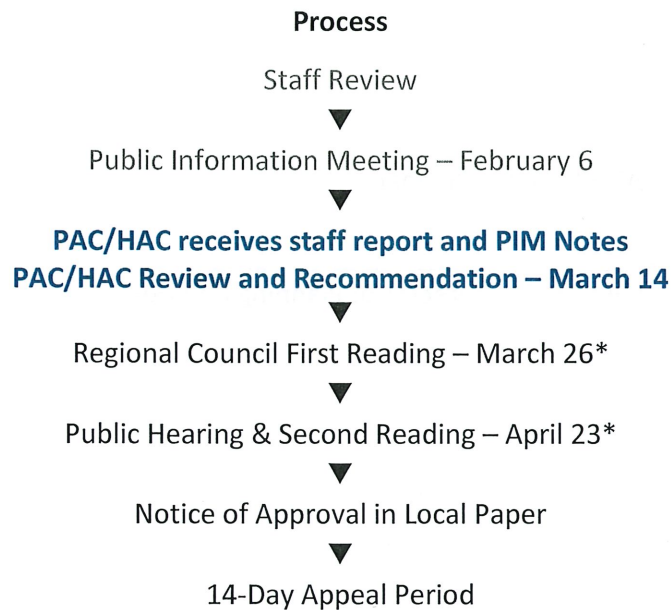 Process
Staff Review
Public Information Meeting – February 6
PAC/HAC receives staff report and PIM Notes
PAC/HAC Review and Recommendation – March 14
Regional Council First Reading – March 26*
Public Hearing & Second Reading – April 23*
Notice of Approval in Local Paper
14-Day Appeal Period